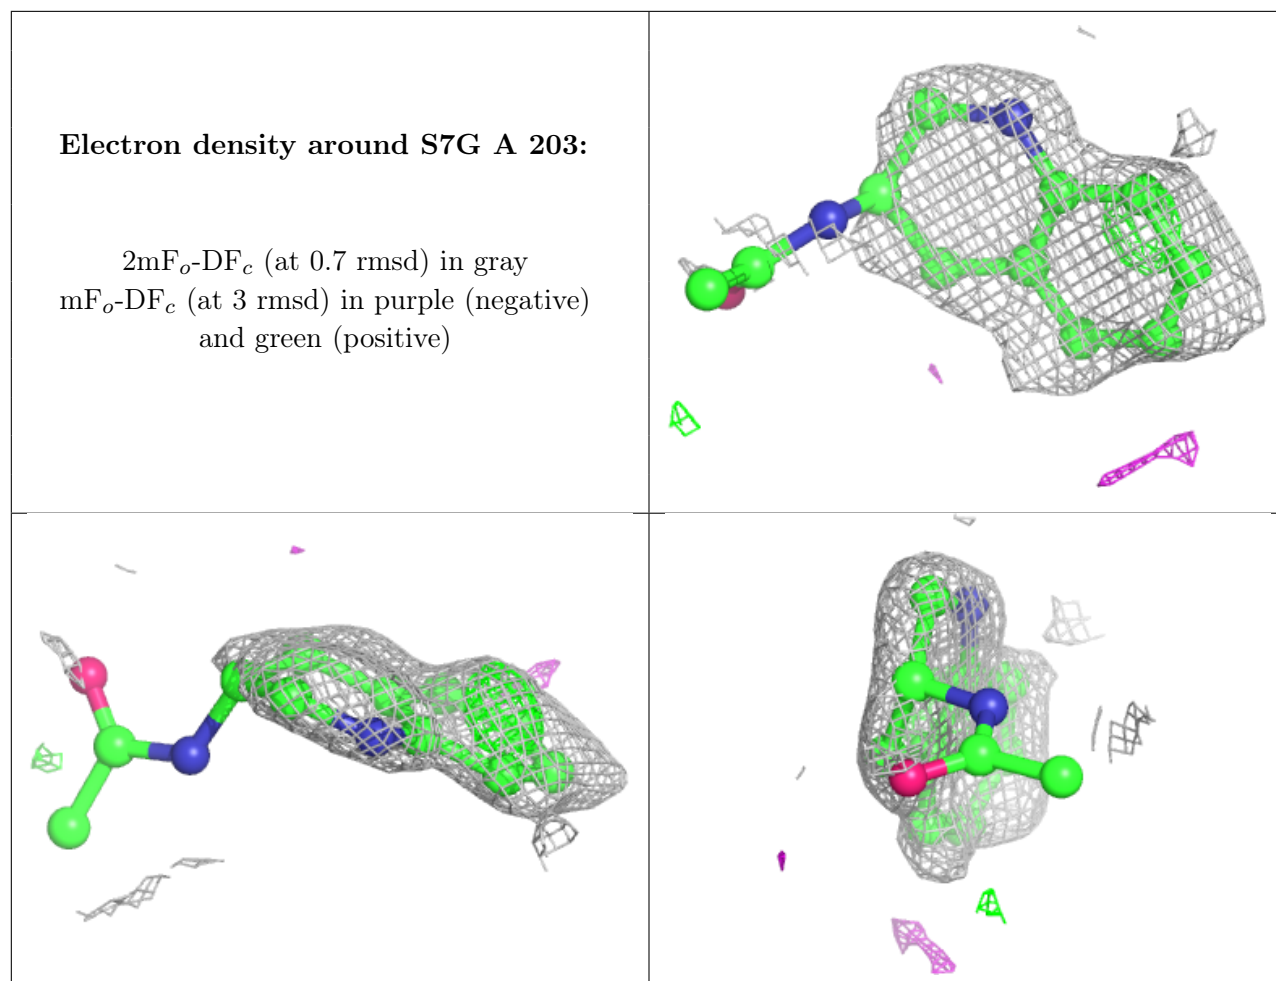 Electron density around S7G A 203:
2mFo-DFc (at 0.7 rmsd) in gray
mFo-DFc (at 3 rmsd) in purple (negative)
and green (positive)